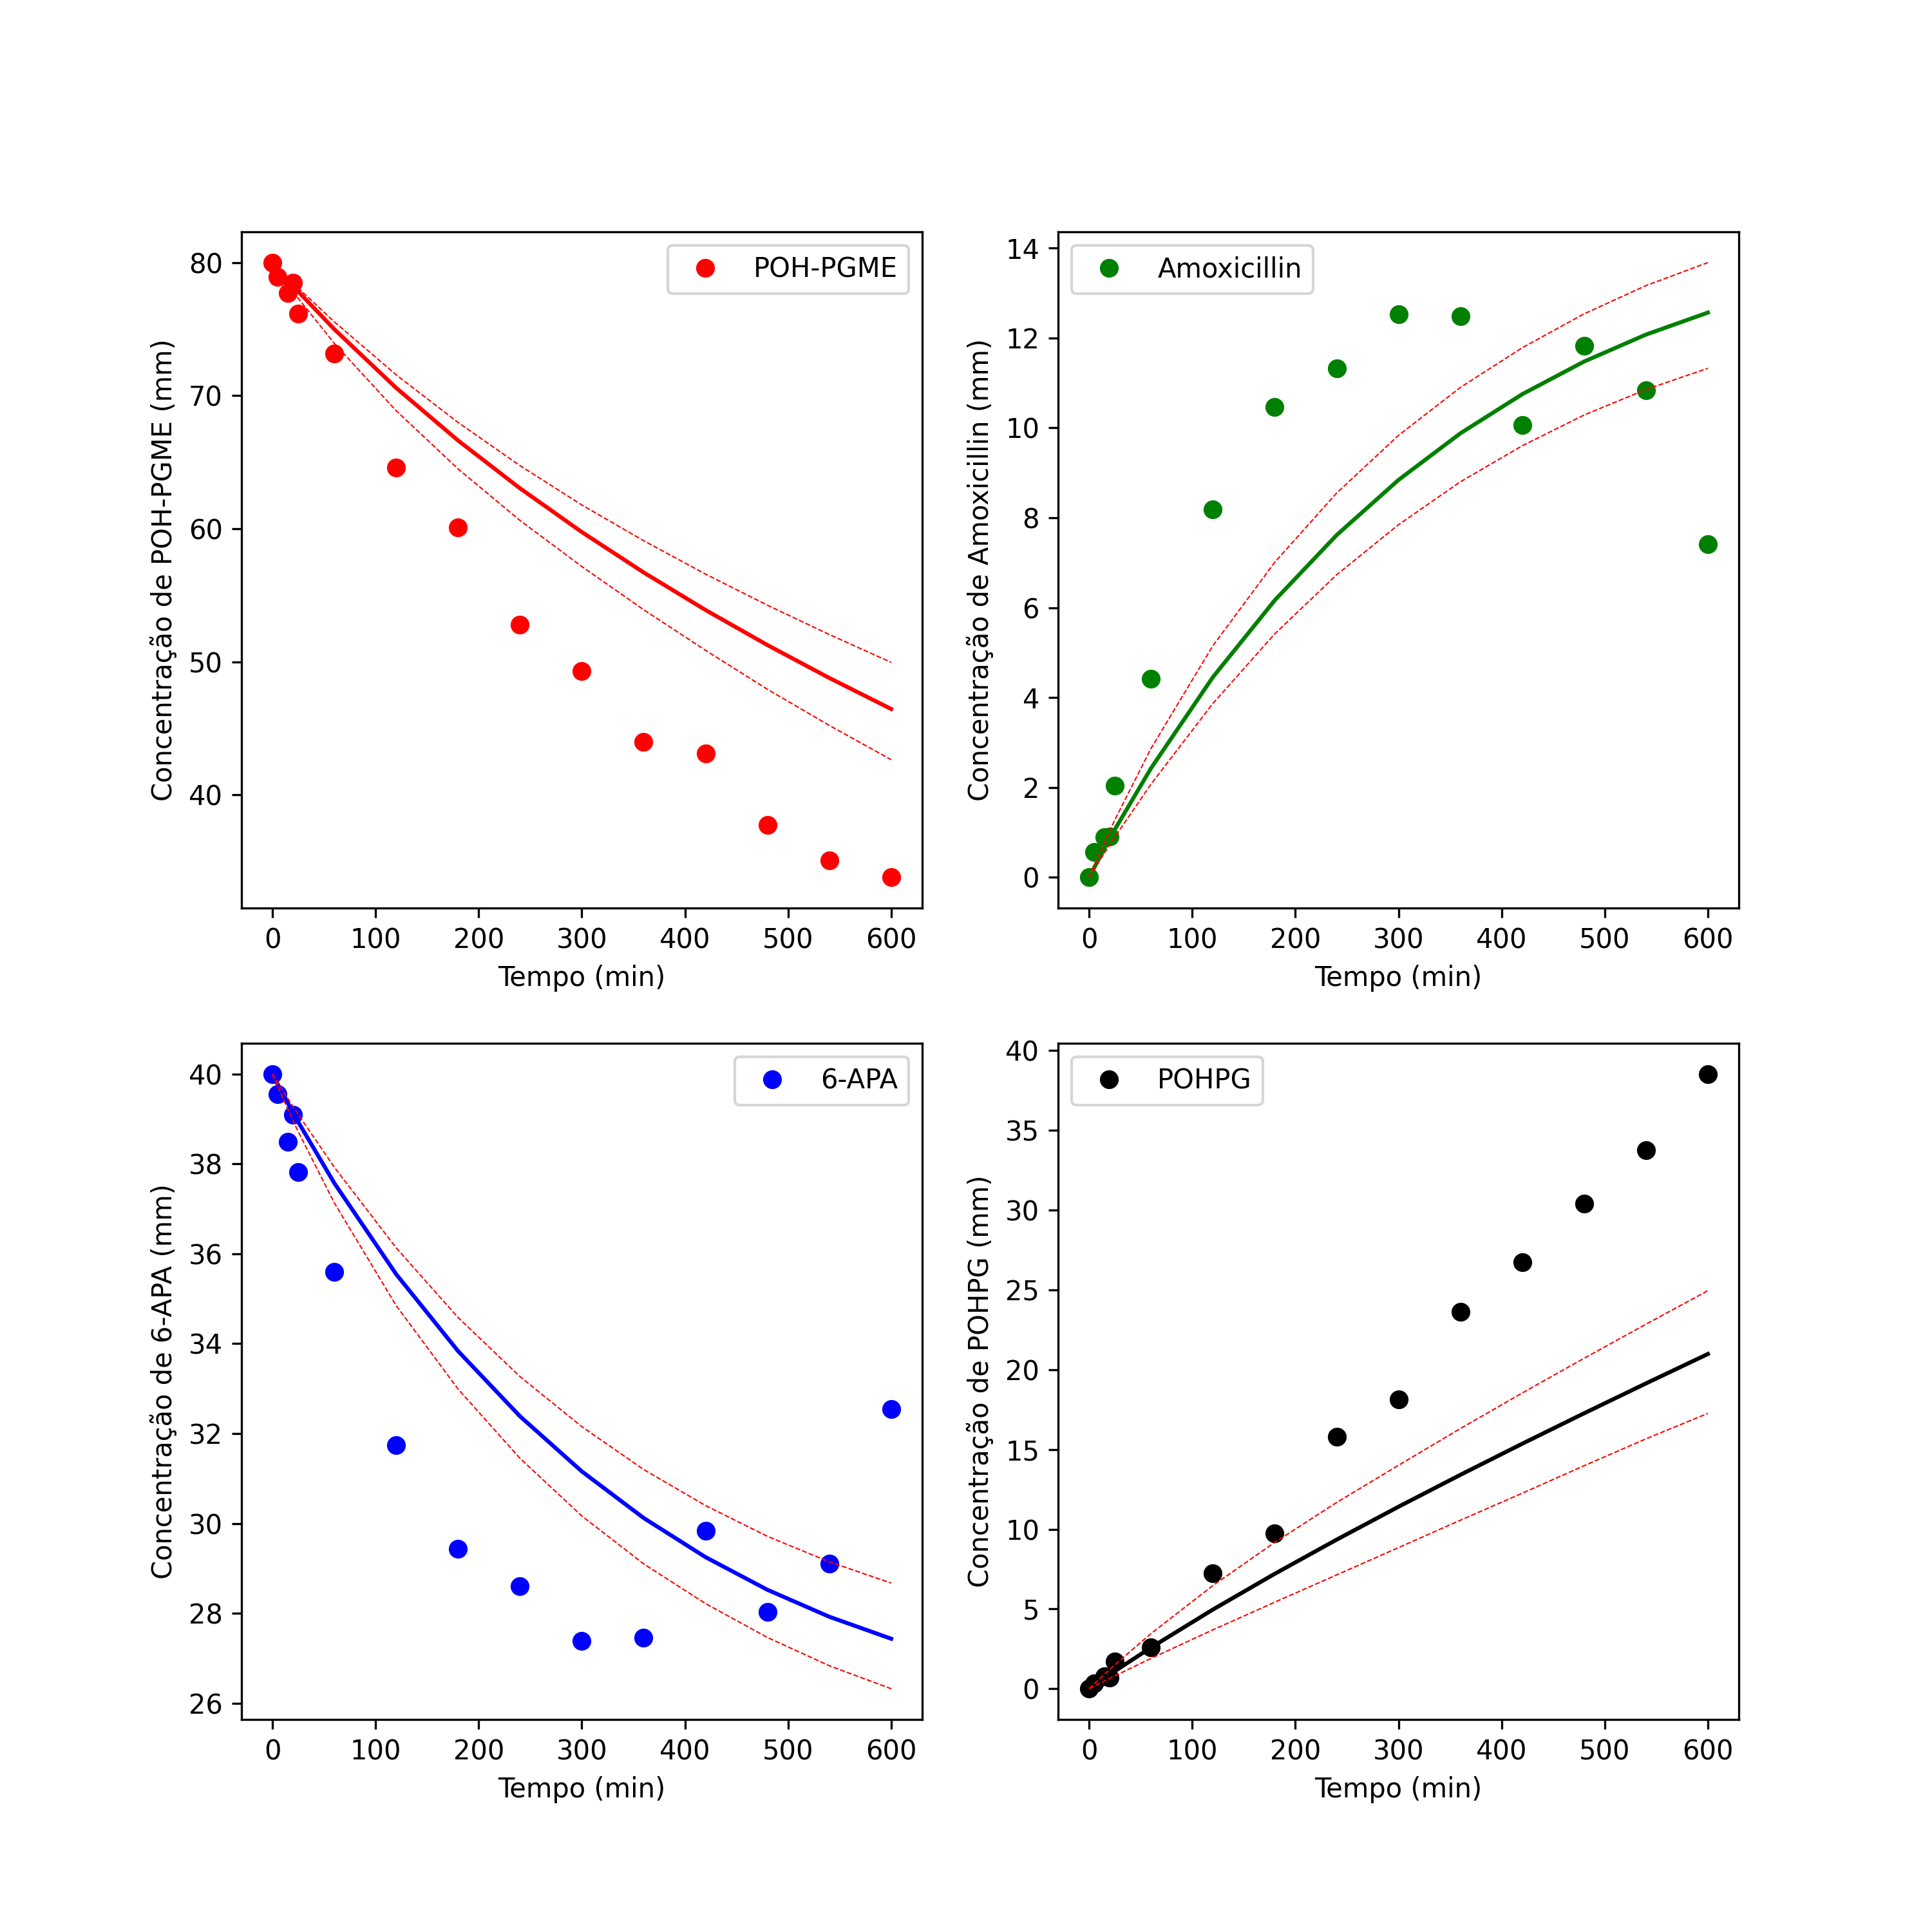 POH-PGME
80
70
60
50
40
Concentração de POH-PGME (mm)
0 100 200 300 400 500 600
Tempo (min)
Amoxicillin
14
12
10
8
6
4
2
0
Concentração de Amoxicillin (mm)
0 100 200 300 400 500 600
Tempo (min)
6-APA
40
38
36
34
32
30
28
26
Concentração de 6-APA (mm)
0 100 200 300 400 500 600
Tempo (min)
POHPG
40
35
30
25
20
15
10
5
0
Concentração de POHPG (mm)
0 100 200 300 400 500 600
Tempo (min)